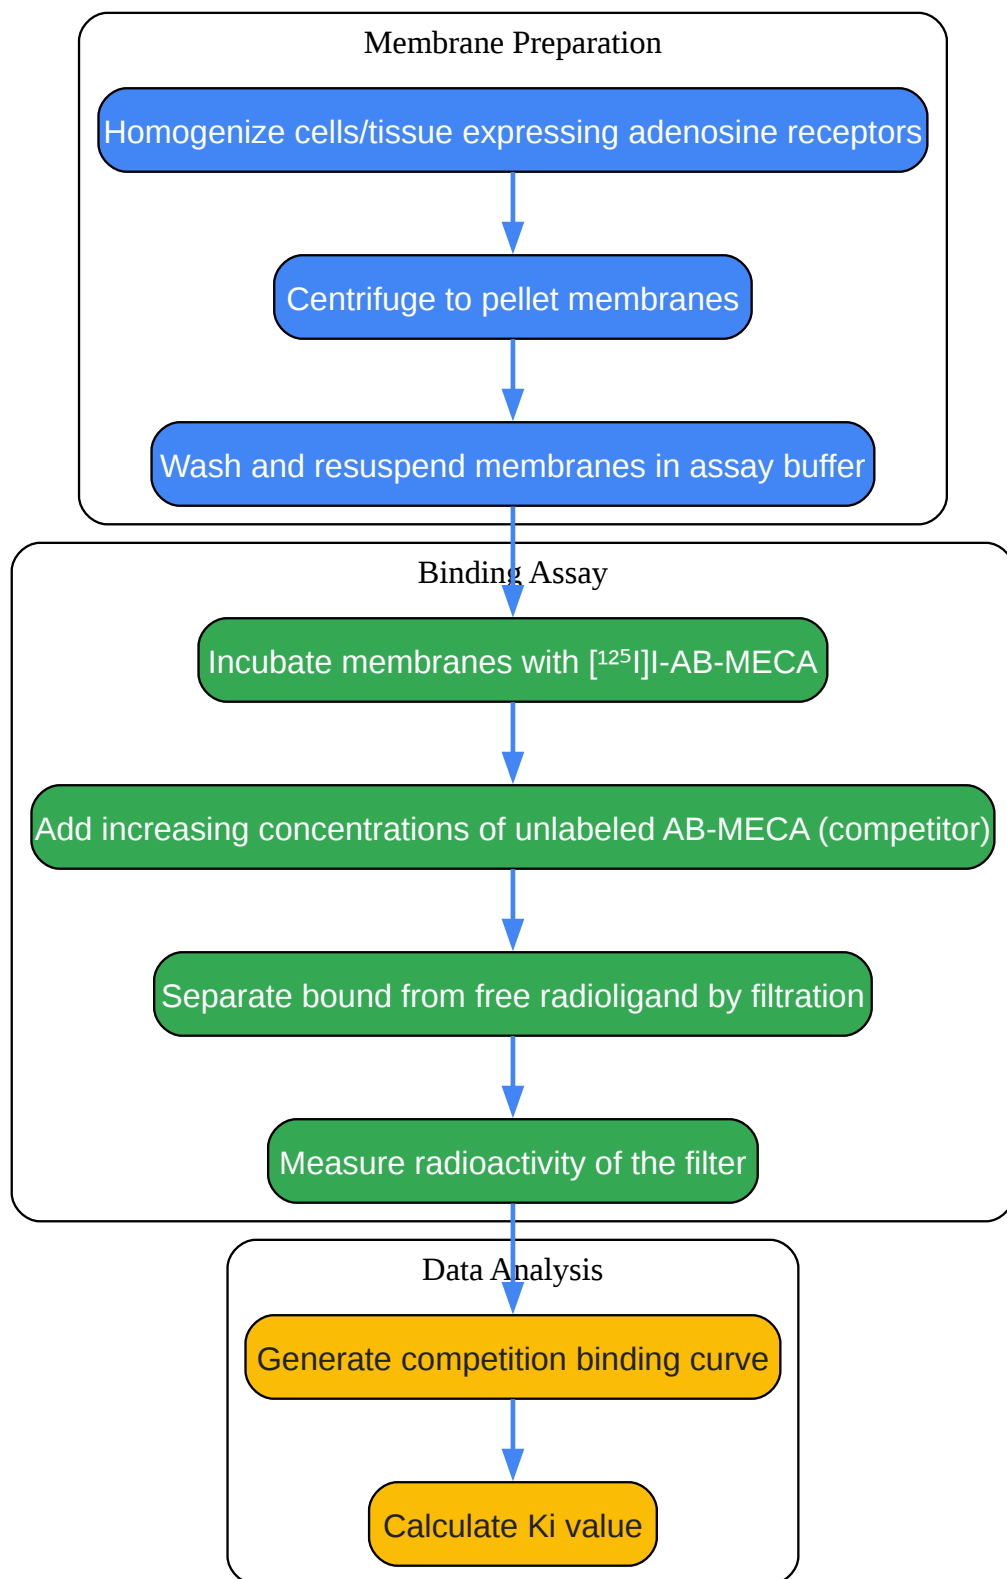 Membrane Preparation
Homogenize cells/tissue expressing adenosine receptors
Centrifuge to pellet membranes
Wash and resuspend membranes in assay buffer
Binding Assay
Incubate membranes with [¹²⁵I]I-AB-MECA
Add increasing concentrations of unlabeled AB-MECA (competitor)
Separate bound from free radioligand by filtration
Measure radioactivity of the filter
Data Analysis
Generate competition binding curve
Calculate Ki value